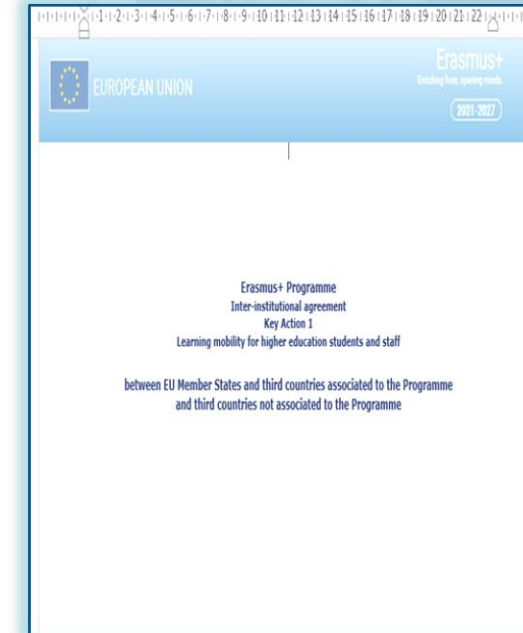 1 2 3 4 5 6 7 8 9 10 11 12 13 14 15 16 17 18 19 20 21 22
EUROPEAN UNION
Erasmus+
Enriching lives, opening minds.
2021-2027
Erasmus+ Programme
Inter-institutional agreement
Key Action 1
Learning mobility for higher education students and staff
between EU Member States and third countries associated to the Programme
and third countries not associated to the Programme